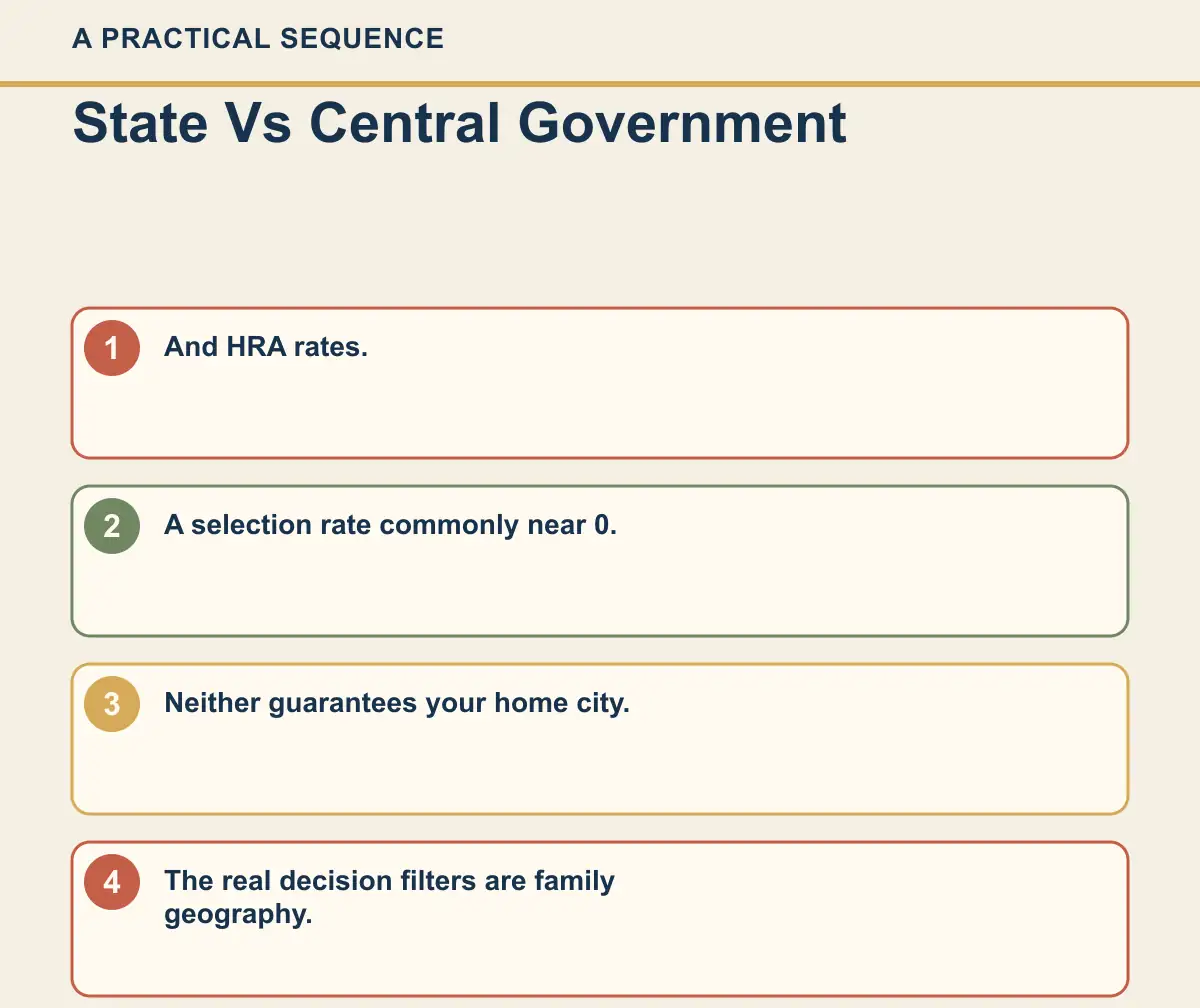 A PRACTICAL SEQUENCE
State Vs Central Government
1
And HRA rates.
2
A selection rate commonly near 0.
3
Neither guarantees your home city.
4
The real decision filters are family
geography.